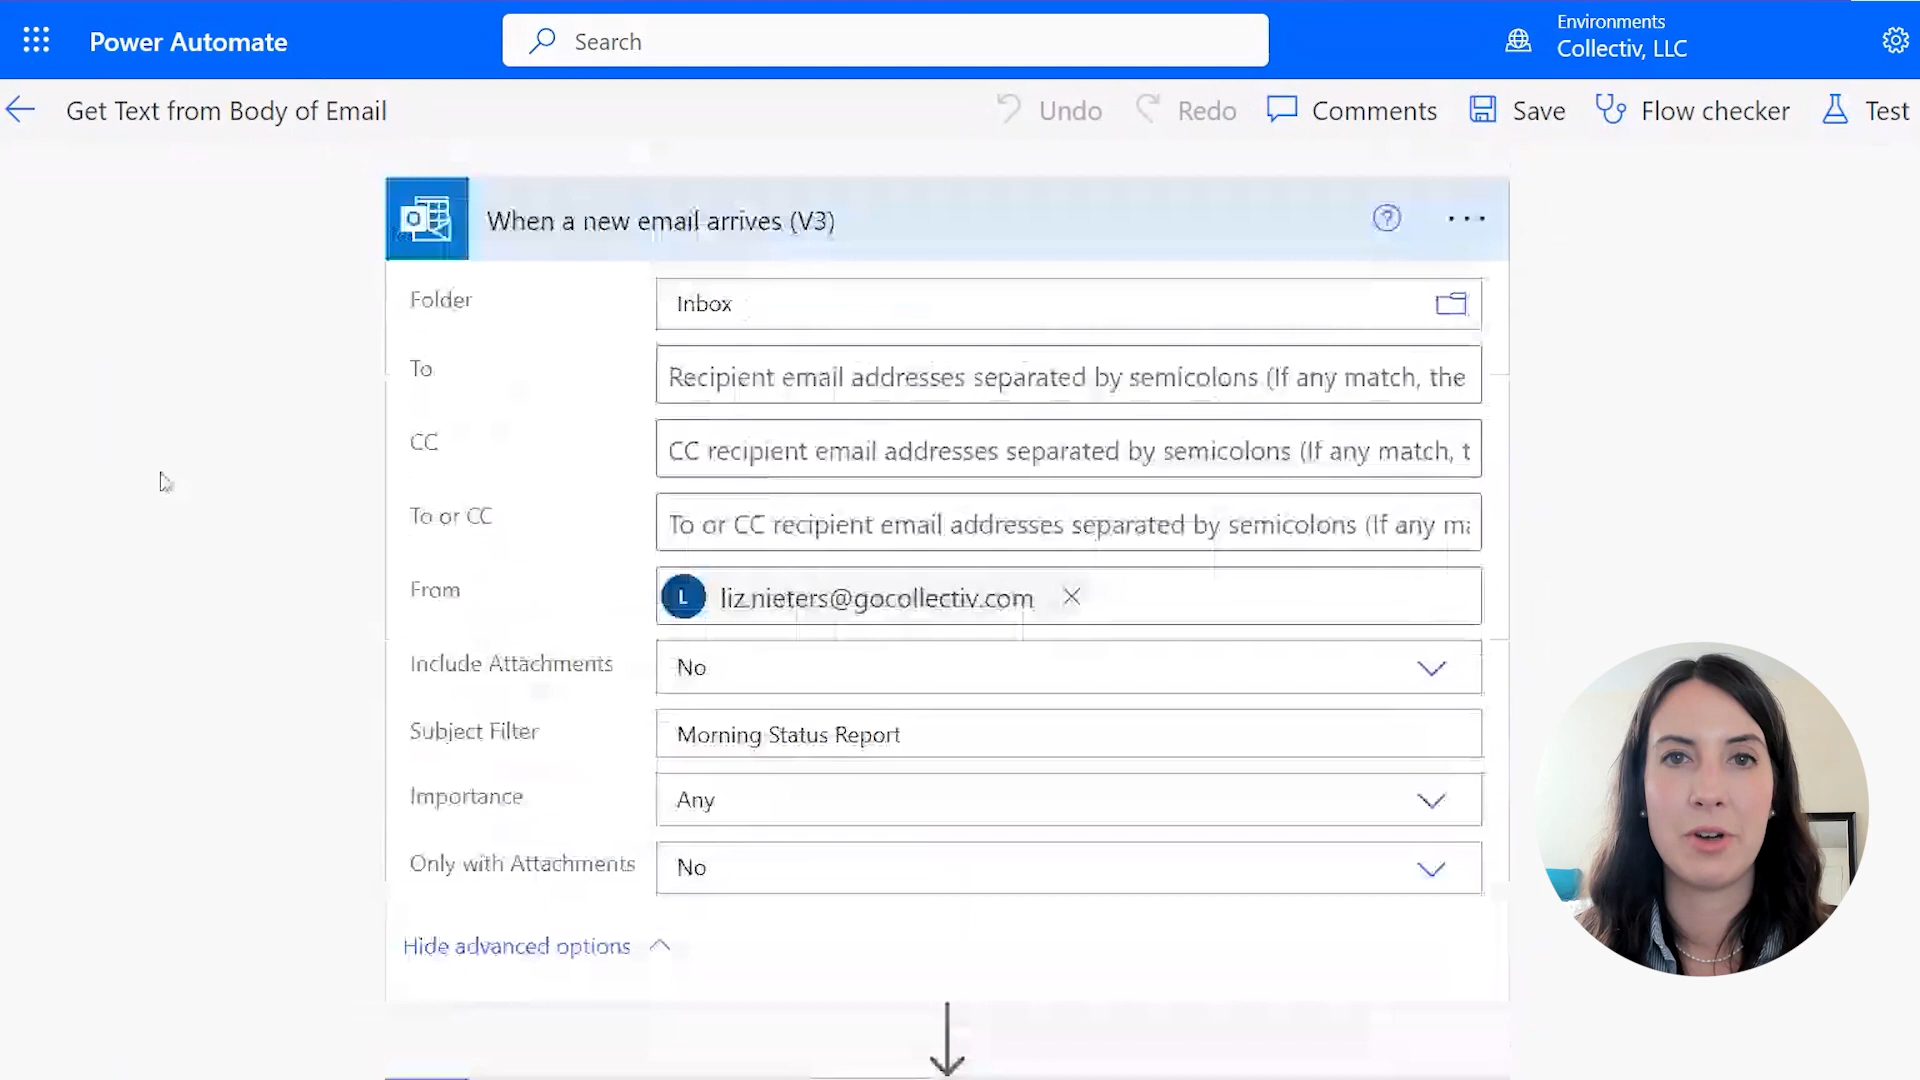 Power Automate
Search
Environments
Collectiv, LLC
Get Text from Body of Email
Undo
Redo
Comments
Save
Flow checker
Test
When a new email arrives (V3)
Folder
Inbox
To
Recipient email addresses separated by semicolons (If any match, the
CC
CC recipient email addresses separated by semicolons (If any match, t
To or CC
To or CC recipient email addresses separated by semicolons (If any ma
From
L
liz.nieters@gocollectiv.com
Include Attachments
No
Subject Filter
Morning Status Report
Importance
Any
Only with Attachments
No
Hide advanced options